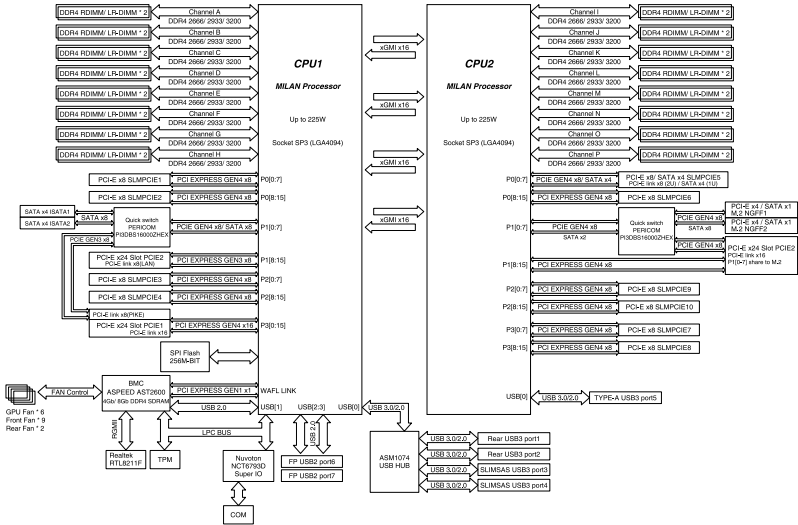 DDR4 RDIMM/ LR-DIMM * 2
Channel A
DDR4 2666/ 2933/ 3200
DDR4 RDIMM/ LR-DIMM * 2
Channel B
DDR4 2666/ 2933/ 3200
DDR4 RDIMM/ LR-DIMM * 2
Channel C
DDR4 2666/ 2933/ 3200
DDR4 RDIMM/ LR-DIMM * 2
Channel D
DDR4 2666/ 2933/ 3200
DDR4 RDIMM/ LR-DIMM * 2
Channel E
DDR4 2666/ 2933/ 3200
DDR4 RDIMM/ LR-DIMM * 2
Channel F
DDR4 2666/ 2933/ 3200
DDR4 RDIMM/ LR-DIMM * 2
Channel G
DDR4 2666/ 2933/ 3200
DDR4 RDIMM/ LR-DIMM * 2
Channel H
DDR4 2666/ 2933/ 3200
CPU1
MILAN Processor
Up to 225W
Socket SP3 (LGA4094)
xGMI x16
xGMI x16
xGMI x16
xGMI x16
CPU2
MILAN Processor
Up to 225W
Socket SP3 (LGA4094)
Channel I
DDR4 RDIMM/ LR-DIMM * 2
DDR4 2666/ 2933/ 3200
Channel J
DDR4 RDIMM/ LR-DIMM * 2
DDR4 2666/ 2933/ 3200
Channel K
DDR4 RDIMM/ LR-DIMM * 2
DDR4 2666/ 2933/ 3200
Channel L
DDR4 RDIMM/ LR-DIMM * 2
DDR4 2666/ 2933/ 3200
Channel M
DDR4 RDIMM/ LR-DIMM * 2
DDR4 2666/ 2933/ 3200
Channel N
DDR4 RDIMM/ LR-DIMM * 2
DDR4 2666/ 2933/ 3200
Channel O
DDR4 RDIMM/ LR-DIMM * 2
DDR4 2666/ 2933/ 3200
Channel P
DDR4 RDIMM/ LR-DIMM * 2
DDR4 2666/ 2933/ 3200
PCI-E x8 SLMPCIE1
PCI EXPRESS GEN4 x8
P0[0:7]
PCI-E x8 SLMPCIE2
PCI EXPRESS GEN4 x8
P0[8:15]
SATA x4 ISATA1
SATA x8
SATA x4 ISATA2
Quick switch
PERICOM
PI3DBS16000ZHEX
PCIE GEN4 x8/ SATA x8
P1[0:7]
PCIE GEN3 x8
PCI-E x24 Slot PCIE2
PCI-E link x8(LAN)
PCI EXPRESS GEN3 x8
P1[8:15]
PCI-E x8 SLMPCIE3
PCI EXPRESS GEN4 x8
P2[0:7]
PCI-E x8 SLMPCIE4
PCI EXPRESS GEN4 x8
P2[8:15]
PCI-E link x8(PIKE)
PCI-E x24 Slot PCIE1
PCI-E link x16
PCI EXPRESS GEN4 x16
P3[0:15]
SPI Flash
256M-BIT
BMC
ASPEED AST2600
4Gb/ 8Gb DDR4 SDRAM
PCI EXPRESS GEN1 x1
WAFL LINK
FAN Control
GPU Fan * 6
Front Fan * 9
Rear Fan * 2
USB 2.0
USB[1]
USB[2:3]
USB[0]
USB 3.0/2.0
RGMII
LPC BUS
USB 2.0
Realtek
RTL8211F
TPM
Nuvoton
NCT6793D
Super IO
COM
FP USB2 port6
FP USB2 port7
ASM1074
USB HUB
USB 3.0/2.0
Rear USB3 port1
USB 3.0/2.0
Rear USB3 port2
USB 3.0/2.0
SLIMSAS USB3 port3
USB 3.0/2.0
SLIMSAS USB3 port4
P0[0:7]
PCIE GEN4 x8/ SATA x4
PCI-E x8/ SATA x4 SLMPCIE5
PCI-E link x8 (2U) / SATA x4 (1U)
P0[8:15]
PCI EXPRESS GEN4 x8
PCI-E x8 SLMPCIE6
P1[0:7]
PCIE GEN4 x8
SATA x2
Quick switch
PERICOM
PI3DBS16000ZHEX
PCIE GEN4 x8
SATA x8
PCI-E x4 / SATA x1
M.2 NGFF1
PCI-E x4 / SATA x1
M.2 NGFF2
PCIE GEN4 x8
PCI-E x24 Slot PCIE2
PCI-E link x16
P1[0-7] share to M.2
P1[8:15]
PCI EXPRESS GEN4 x8
P2[0:7]
PCI EXPRESS GEN4 x8
PCI-E x8 SLMPCIE9
P2[8:15]
PCI EXPRESS GEN4 x8
PCI-E x8 SLMPCIE10
P3[0:7]
PCI EXPRESS GEN4 x8
PCI-E x8 SLMPCIE7
P3[8:15]
PCI EXPRESS GEN4 x8
PCI-E x8 SLMPCIE8
USB[0]
USB 3.0/2.0
TYPE-A USB3 port5